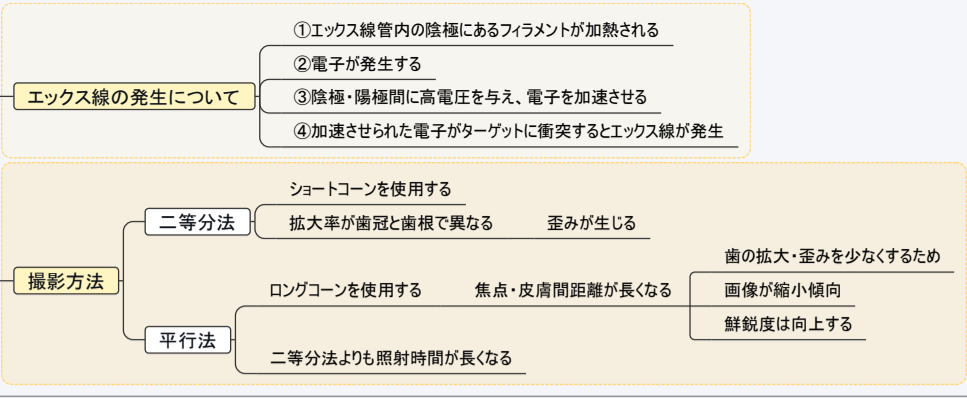 エックス線の発生について
①エックス線管内の陰極にあるフィラメントが加熱される
②電子が発生する
③陰極・陽極間に高電圧を与え、電子を加速させる
④加速させられた電子がターゲットに衝突するとエックス線が発生
撮影方法
二等分法
ショートコーンを使用する
拡大率が歯冠と歯根で異なる
歪みが生じる
平行法
ロングコーンを使用する
焦点・皮膚間距離が長くなる
歯の拡大・歪みを少なくするため
画像が縮小傾向
鮮鋭度は向上する
二等分法よりも照射時間が長くなる